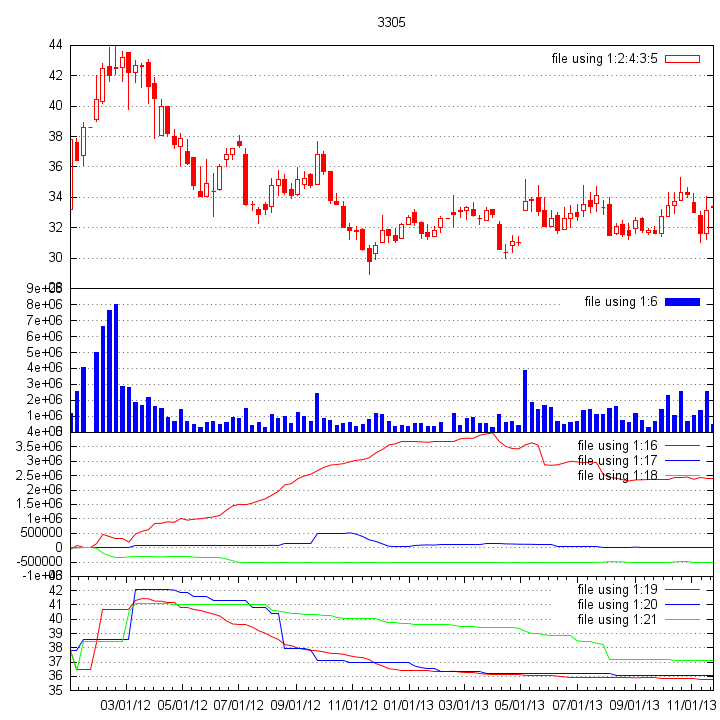 3305
44
file using 1:2:4:3:5
42
40
38
36
34
32
30
28
9e+06
file using 1:6
8e+06
7e+06
6e+06
5e+06
4e+06
3e+06
2e+06
1e+06
0
4e+06
file using 1:16
3.5e+06
file using 1:17
3e+06
file using 1:18
2.5e+06
2e+06
1.5e+06
1e+06
500000
0
-500000
-1e+06
file using 1:19
42
file using 1:20
41
file using 1:21
40
39
38
37
36
35
03/01/12 05/01/12 07/01/12 09/01/12 11/01/12 01/01/13 03/01/13 05/01/13 07/01/13 09/01/13 11/01/13